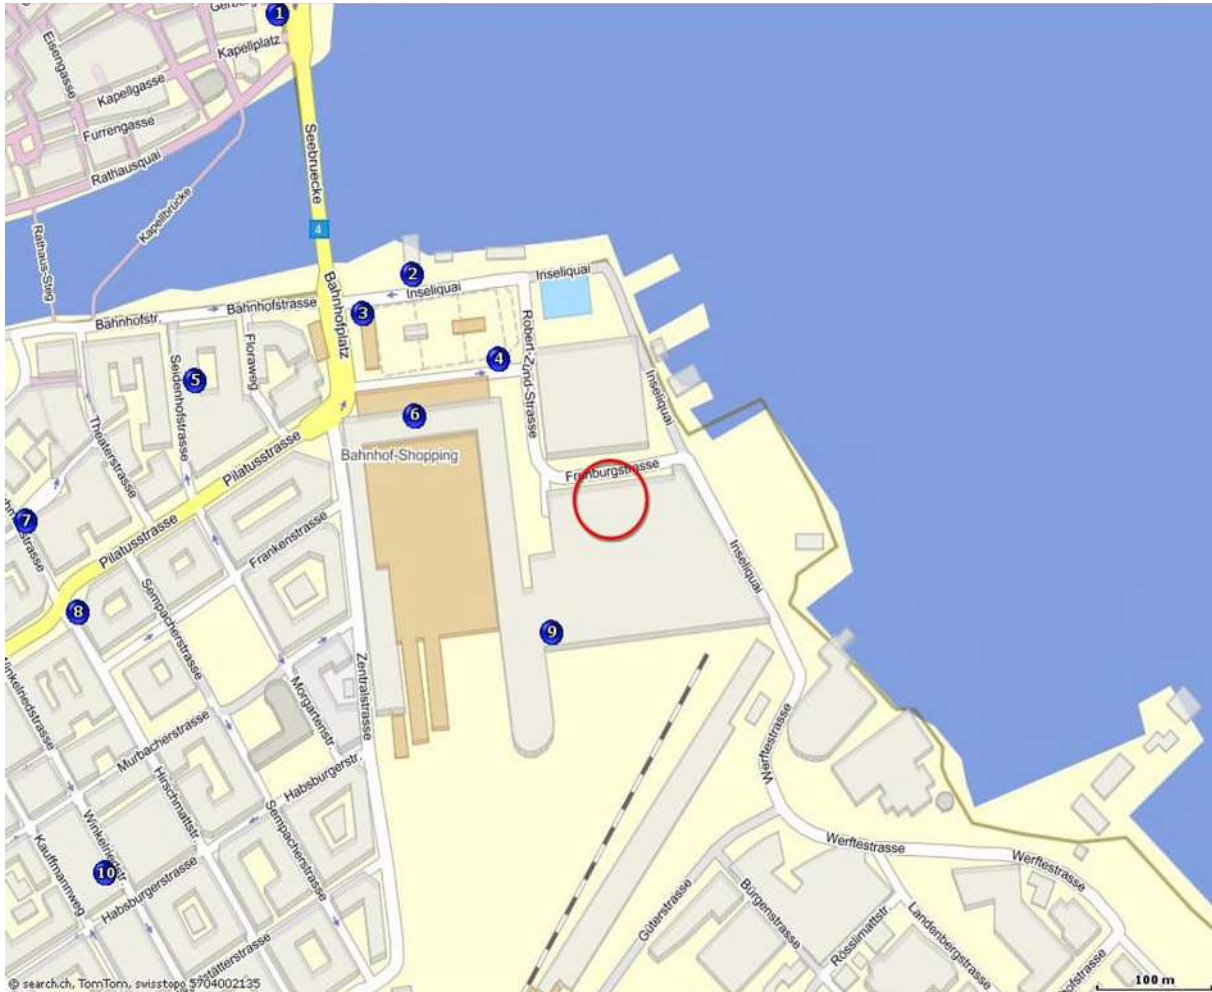 1
Kapellplatz
Eisengasse
Kapellgasse
Furrengasse
Rathausquai
Seebruecke
Kapellbrücke
Rathaus-Steg
4
2
Inseliquai
Inseliquai
Bahnhofplatz
3
Bahnhofstrasse
Bahnhofstr.
Floraweg
Robert-Zünd-Strasse
4
5
Seidenhofstrasse
Inseliquai
6
Bahnhof-Shopping
Theaterstrasse
Pilatusstrasse
Frohburgstrasse
7
Pilatusstrasse
Frankenstrasse
Inseliquai
8
Sempacherstrasse
9
Zentralstrasse
Morgartenstr.
Murbacherstrasse
Werftestrasse
Habsburgerstr.
Hirschmattstr.
Winkelriedstr.
Kauffmannweg
Sempacherstrasse
10
Habsburgerstrasse
Werftestrasse
Werftestrasse
Güterstrasse
Bürgenstrasse
Rösslimattstr.
Landenbergstrasse
© search.ch, TomTom, swisstopo 5704002135
100 m